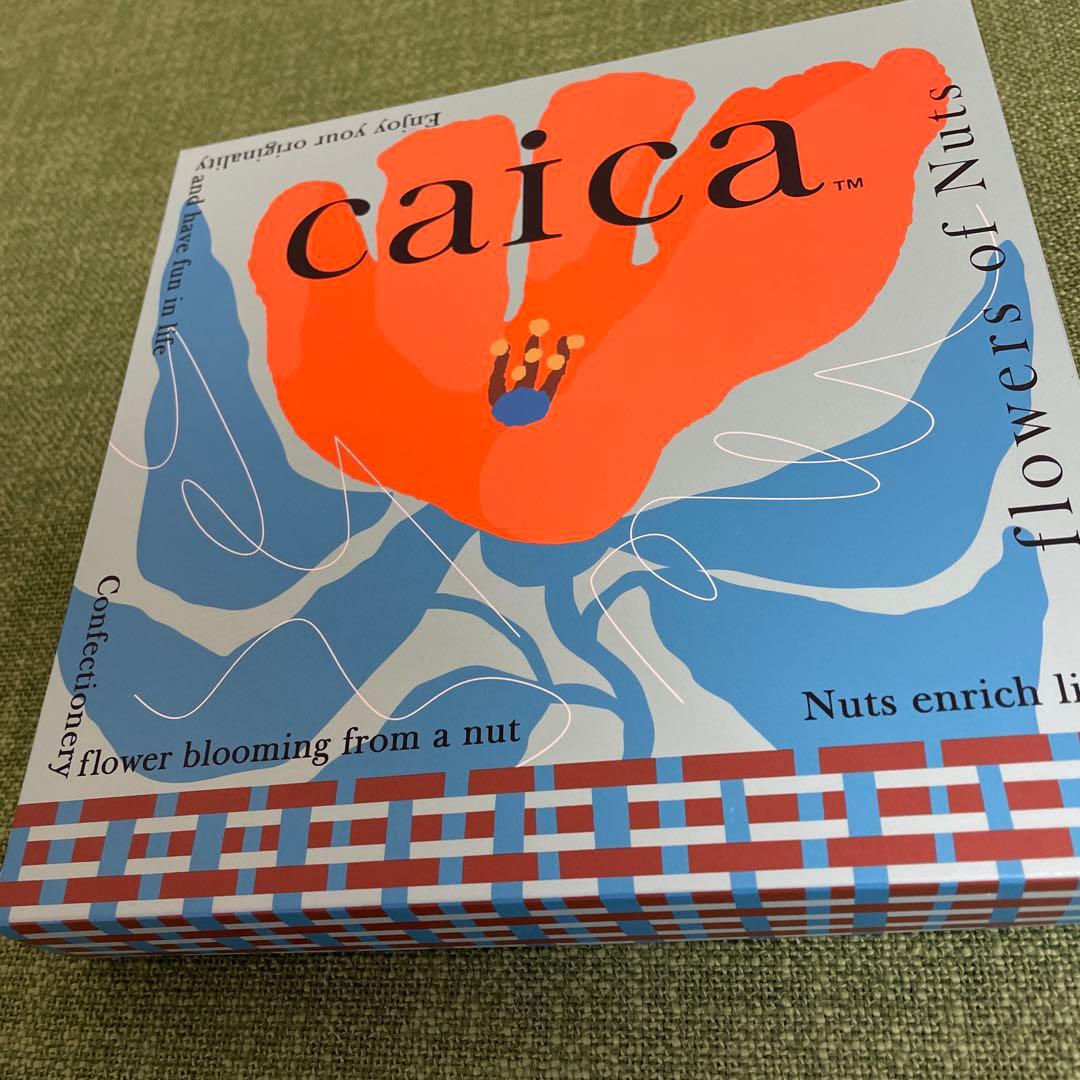 Enjoy your originality
and have fun in life
caica™
flowers of Nuts
Confectionery
flower blooming from a nut
Nuts enrich